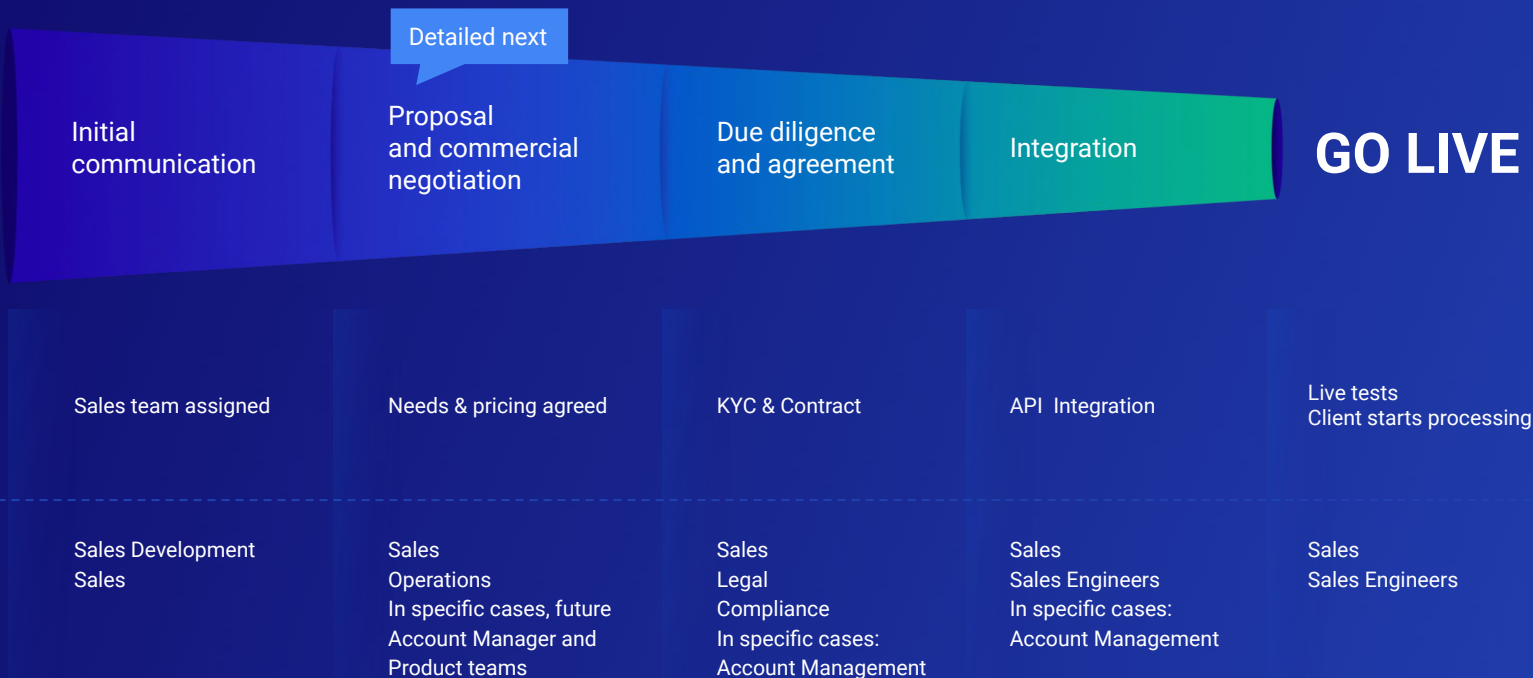 Detailed next
Initial
communication
Proposal
and commercial
negotiation
Due diligence
and agreement
Integration
GO LIVE
Sales team assigned
Needs & pricing agreed
KYC & Contract
API Integration
Live tests
Client starts processing
Sales Development
Sales
Sales
Operations
In specific cases, future
Account Manager and
Product teams
Sales
Legal
Compliance
In specific cases:
Account Management
Sales
Sales Engineers
In specific cases:
Account Management
Sales
Sales Engineers